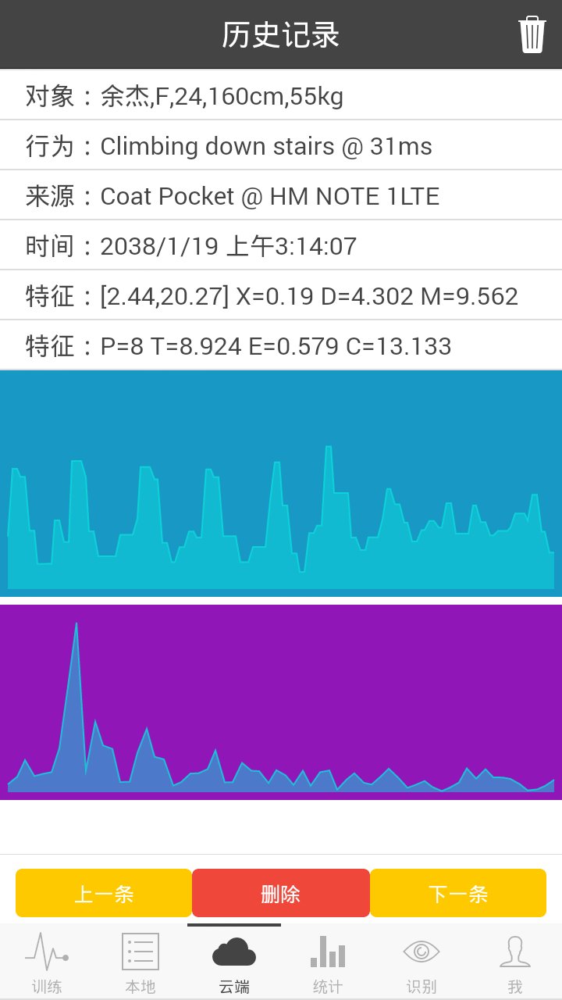 历史记录
对象：余杰,F,24,160cm,55kg
行为：Climbing down stairs @ 31ms
来源：Coat Pocket @ HM NOTE 1LTE
时间：2038/1/19 上午3:14:07
特征：[2.44,20.27] X=0.19 D=4.302 M=9.562
特征：P=8 T=8.924 E=0.579 C=13.133
上一条 删除 下一条
训练 本地 云端 统计 识别 我